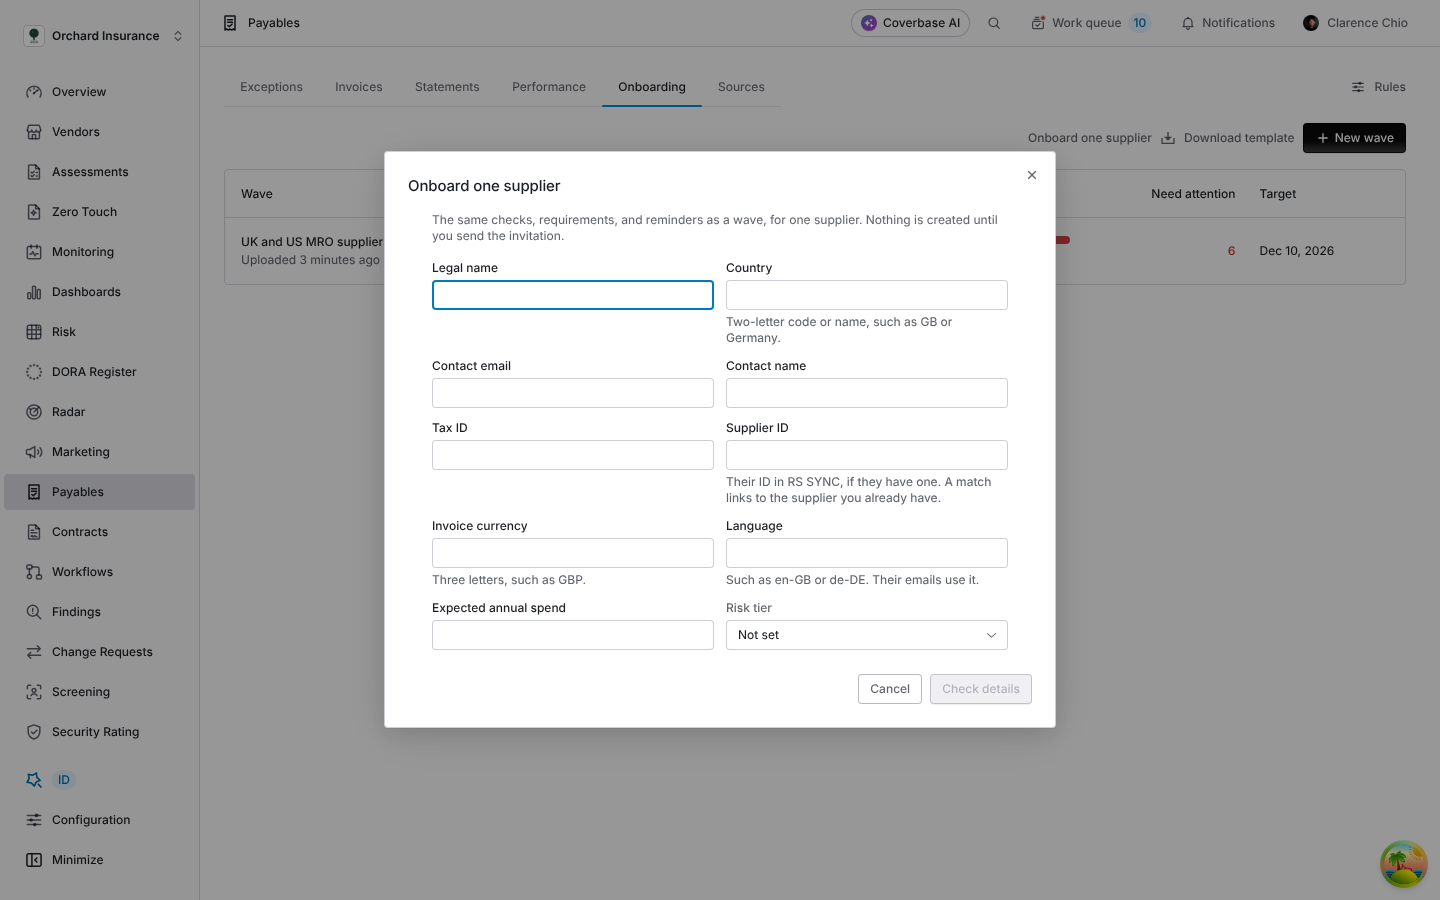 Orchard Insurance
Payables
Coverbase AI
Work queue 10
Notifications
Clarence Chio
Overview
Vendors
Assessments
Zero Touch
Monitoring
Dashboards
Risk
DORA Register
Radar
Marketing
Payables
Contracts
Workflows
Findings
Change Requests
Screening
Security Rating
ID
Configuration
Minimize
Exceptions
Invoices
Statements
Performance
Onboarding
Sources
Rules
Onboard one supplier
Download template
New wave
Wave
Need attention
Target
UK and US MRO supplier
Uploaded 3 minutes ago
6
Dec 10, 2026
Onboard one supplier
The same checks, requirements, and reminders as a wave, for one supplier. Nothing is created until
you send the invitation.
Legal name
Country
Two-letter code or name, such as GB or
Germany.
Contact email
Contact name
Tax ID
Supplier ID
Their ID in RS SYNC, if they have one. A match
links to the supplier you already have.
Invoice currency
Language
Three letters, such as GBP.
Such as en-GB or de-DE. Their emails use it.
Expected annual spend
Risk tier
Not set
Cancel
Check details